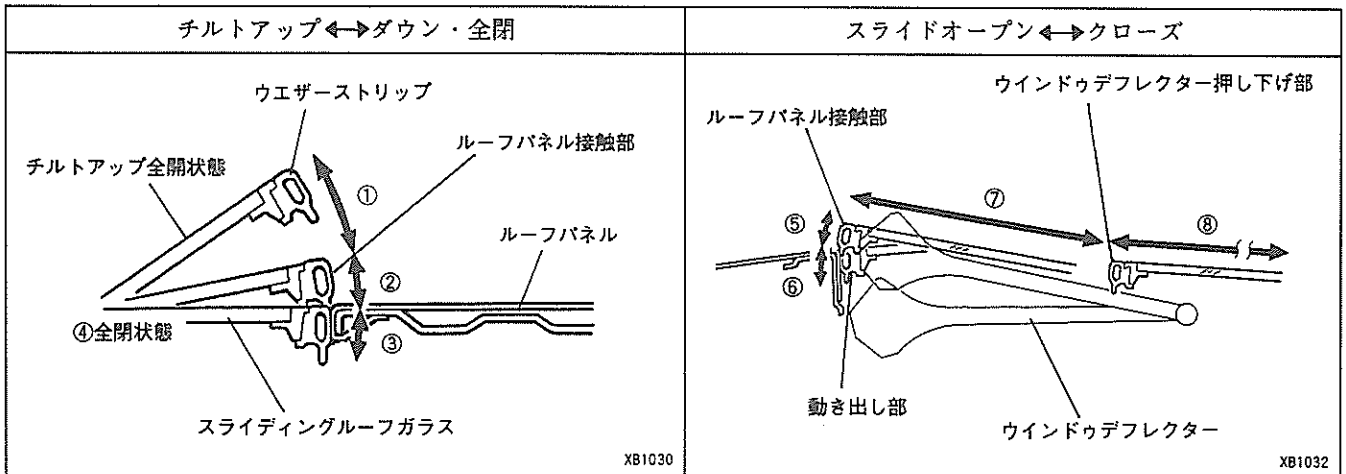 チルトアップ⟷ダウン・全閉
スライドオープン⟷クローズ
ウエザーストリップ
ルーフパネル接触部
チルトアップ全開状態
①
②
③
ルーフパネル
④全閉状態
スライディングルーフガラス
XB1030
ウインドゥデフレクター押し下げ部
ルーフパネル接触部
⑤
⑥
⑦
⑧
動き出し部
ウインドゥデフレクター
XB1032